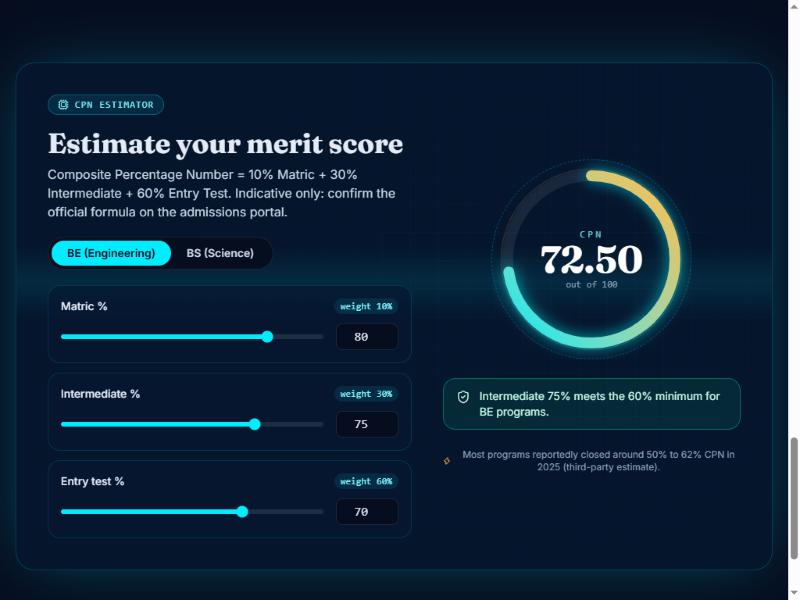 CPN ESTIMATOR
Estimate your merit score
Composite Percentage Number = 10% Matric + 30%
Intermediate + 60% Entry Test. Indicative only: confirm the
official formula on the admissions portal.
BE (Engineering)
BS (Science)
Matric %
weight 10%
80
Intermediate %
weight 30%
75
Entry test %
weight 60%
70
CPN
72.50
out of 100
Intermediate 75% meets the 60% minimum for
BE programs.
Most programs reportedly closed around 50% to 62% CPN in
2025 (third-party estimate).